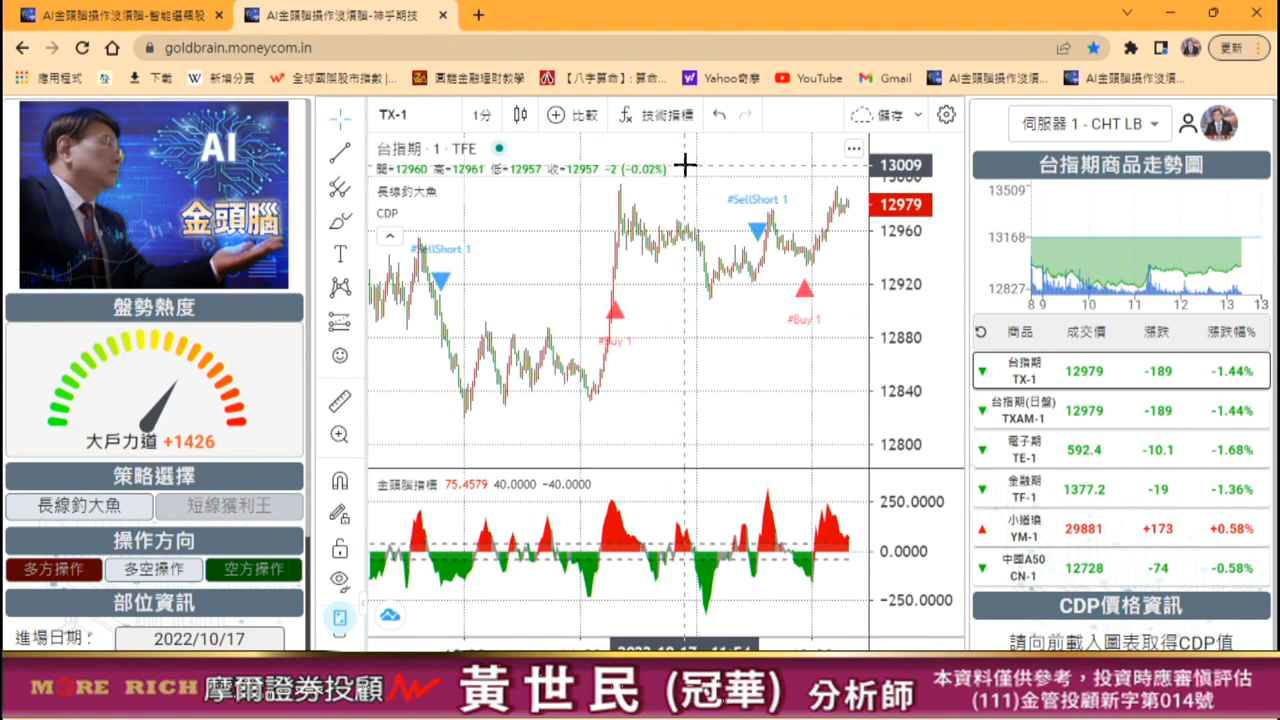 AI金頭腦操作沒煩腦-智能選飆股
AI金頭腦操作沒煩腦-神乎期技
goldbrain.moneycom.in
更新
應用程式
下載
新增分頁
全球國際股市指數 |...
圓龍金融理財教學
【八字算命】: 算命...
Yahoo奇摩
YouTube
Gmail
AI金頭腦操作沒煩...
AI金頭腦操作沒煩...
AI
金頭腦
盤勢熱度
大戶力道 +1426
策略選擇
長線釣大魚
短線獲利王
操作方向
多方操作
多空操作
空方操作
部位資訊
進場日期:
2022/10/17
TX-1
1分
比較
技術指標
儲存
台指期 · 1 · TFE
開=12960 高=12961 低=12957 收=12957 -2 (-0.02%)
長線釣大魚
CDP
#SellShort 1
#SellShort 1
#Buy 1
#Buy 1
13009
13000
12979
12960
12920
12880
12840
12800
金頭腦指標 75.4579 40.0000 -40.0000
250.0000
0.0000
-250.0000
伺服器 1 - CHT LB
台指期商品走勢圖
13509
13168
12827
8 9 10 11 12 13 13
商品 成交價 漲跌 漲跌幅%
台指期 TX-1 12979 -189 -1.44%
台指期(日盤) TXAM-1 12979 -189 -1.44%
電子期 TE-1 592.4 -10.1 -1.68%
金融期 TF-1 1377.2 -19 -1.36%
小道瓊 YM-1 29881 +173 +0.58%
中國A50 CN-1 12728 -74 -0.58%
CDP價格資訊
請向前載入圖表取得CDP值
MORE RICH 摩爾證券投顧
黃世民 (冠華) 分析師
本資料僅供參考，投資時應審慎評估
(111)金管投顧新字第014號